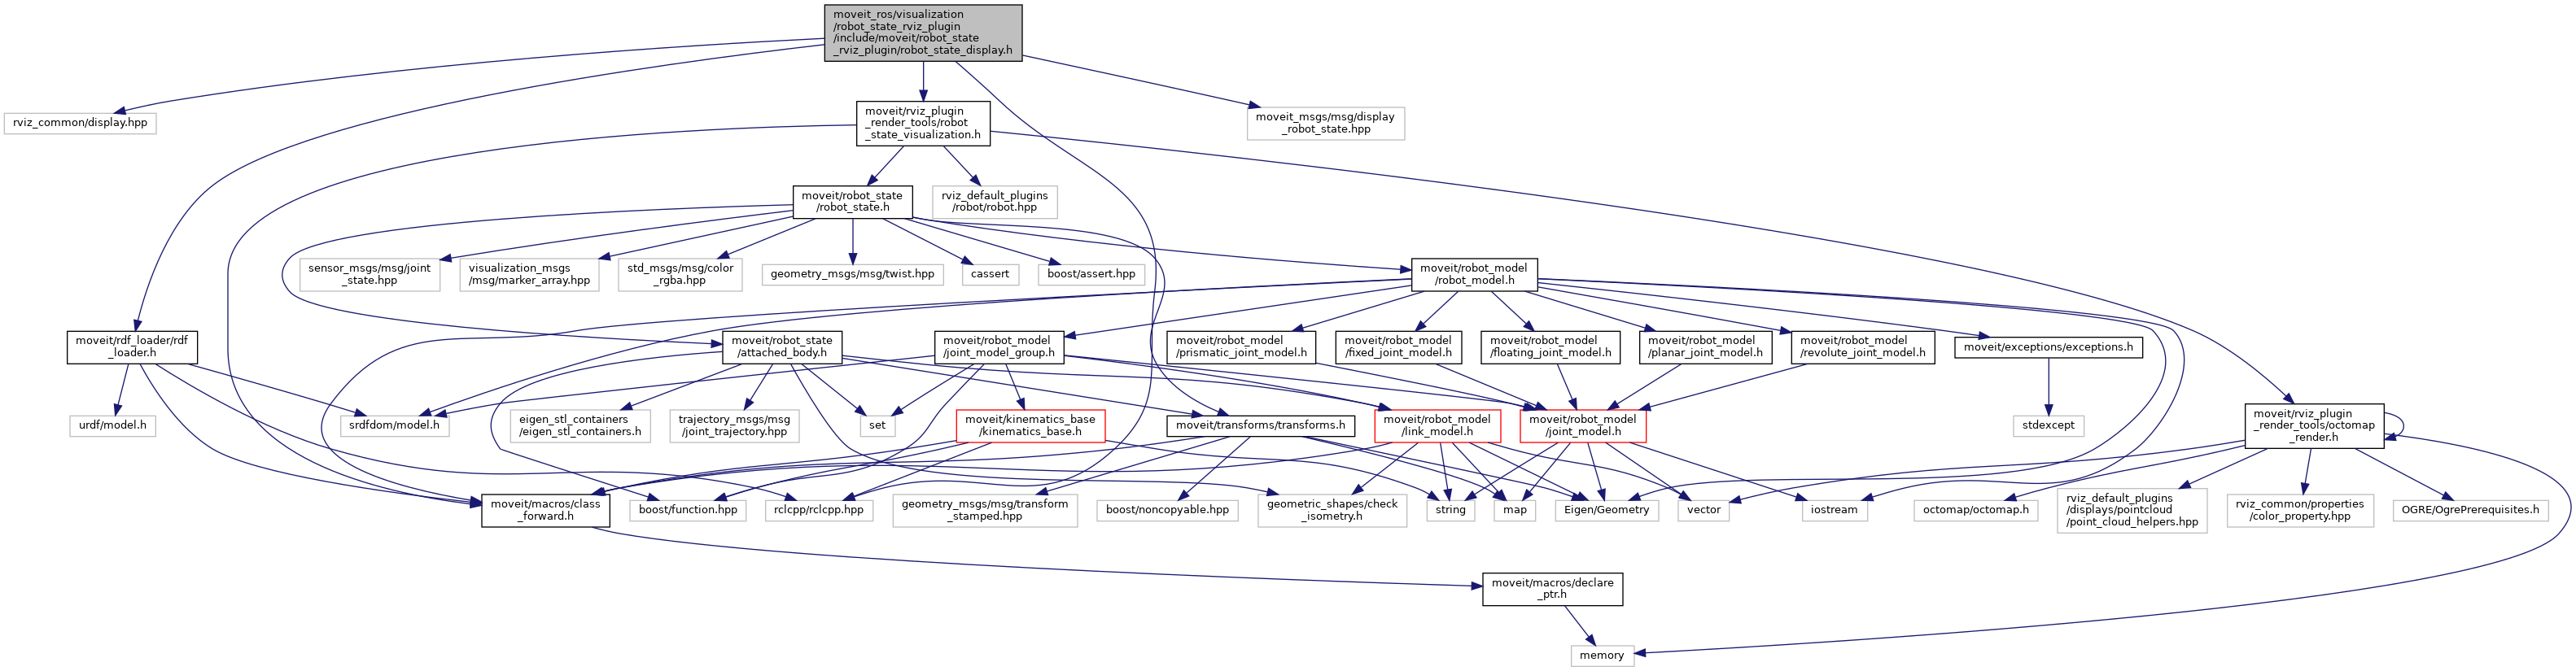 moveit_ros/visualization
/robot_state_rviz_plugin
/include/moveit/robot_state
_rviz_plugin/robot_state_display.h
rviz_common/display.hpp
moveit/rviz_plugin
_render_tools/robot
_state_visualization.h
moveit_msgs/msg/display
_robot_state.hpp
moveit/robot_state
/robot_state.h
rviz_default_plugins
/robot/robot.hpp
sensor_msgs/msg/joint
_state.hpp
visualization_msgs
/msg/marker_array.hpp
std_msgs/msg/color
_rgba.hpp
geometry_msgs/msg/twist.hpp
cassert
boost/assert.hpp
moveit/robot_model
/robot_model.h
moveit/rdf_loader/rdf
_loader.h
moveit/robot_state
/attached_body.h
moveit/robot_model
/joint_model_group.h
moveit/robot_model
/prismatic_joint_model.h
moveit/robot_model
/fixed_joint_model.h
moveit/robot_model
/floating_joint_model.h
moveit/robot_model
/planar_joint_model.h
moveit/robot_model
/revolute_joint_model.h
moveit/exceptions/exceptions.h
urdf/model.h
srdfdom/model.h
eigen_stl_containers
/eigen_stl_containers.h
trajectory_msgs/msg
/joint_trajectory.hpp
set
moveit/kinematics_base
/kinematics_base.h
moveit/transforms/transforms.h
moveit/robot_model
/link_model.h
moveit/robot_model
/joint_model.h
stdexcept
moveit/rviz_plugin
_render_tools/octomap
_render.h
moveit/macros/class
_forward.h
boost/function.hpp
rclcpp/rclcpp.hpp
geometry_msgs/msg/transform
_stamped.hpp
boost/noncopyable.hpp
geometric_shapes/check
_isometry.h
string
map
Eigen/Geometry
vector
iostream
octomap/octomap.h
rviz_default_plugins
/displays/pointcloud
/point_cloud_helpers.hpp
rviz_common/properties
/color_property.hpp
OGRE/OgrePrerequisites.h
moveit/macros/declare
_ptr.h
memory